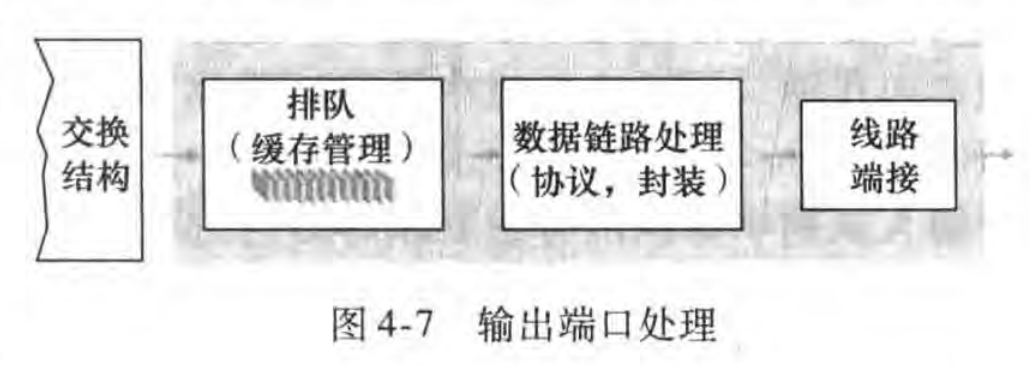 交换
结构
排队
（缓存管理）
数据链路处理
（协议，封装）
线路
端接
图 4-7 输出端口处理